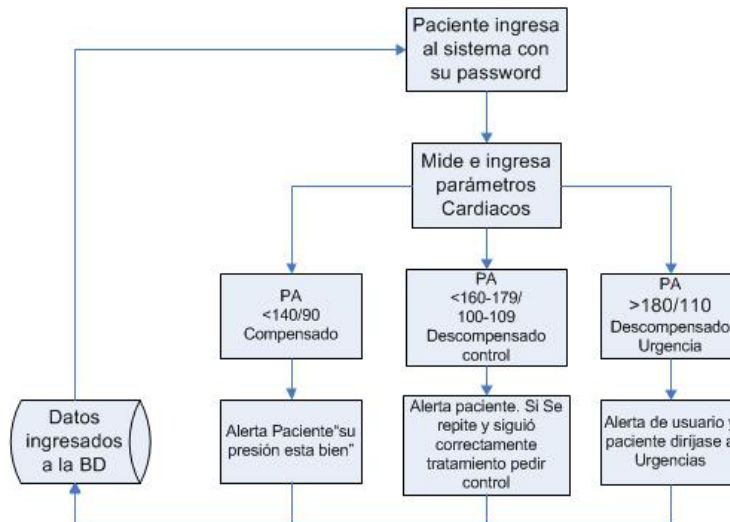 Paciente ingresa
al sistema con
su password
Mide e ingresa
parámetros
Cardiacos
PA
<140/90
Compensado
PA
<160-179/
100-109
Descompensado
control
PA
>180/110
Descompensado
Urgencia
Datos
ingresados
a la BD
Alerta Paciente“su
presión esta bien”
Alerta paciente. Si Se
repite y siguió
correctamente
tratamiento pedir
control
Alerta de usuario y
paciente diríjase a
Urgencias